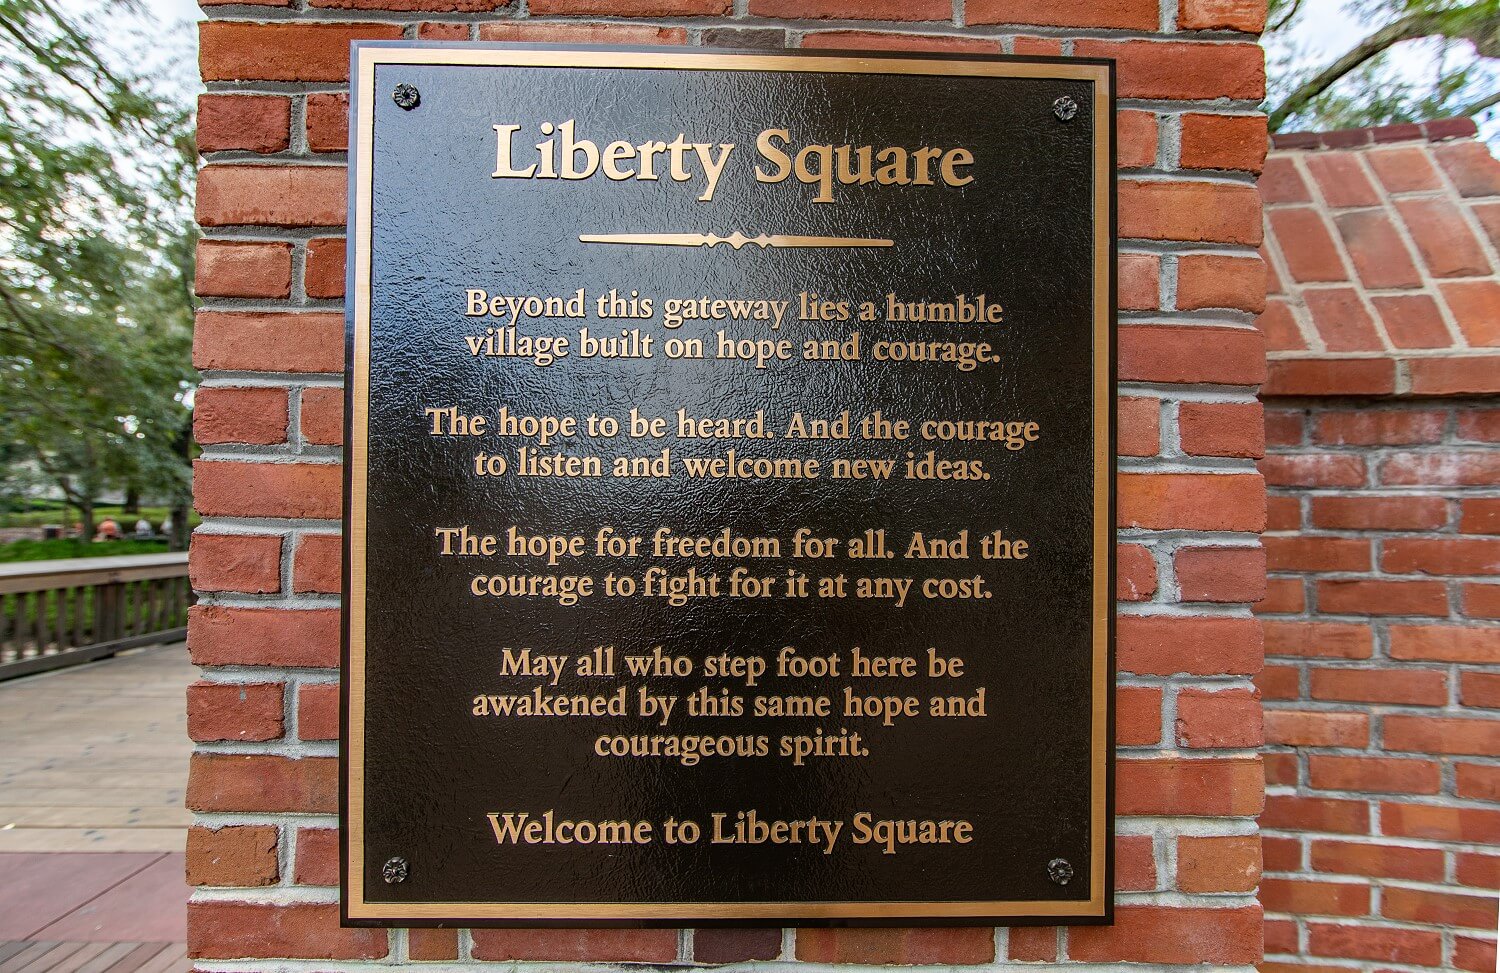 Liberty Square
Beyond this gateway lies a humble
village built on hope and courage.
The hope to be heard. And the courage
to listen and welcome new ideas.
The hope for freedom for all. And the
courage to fight for it at any cost.
May all who step foot here be
awakened by this same hope and
courageous spirit.
Welcome to Liberty Square